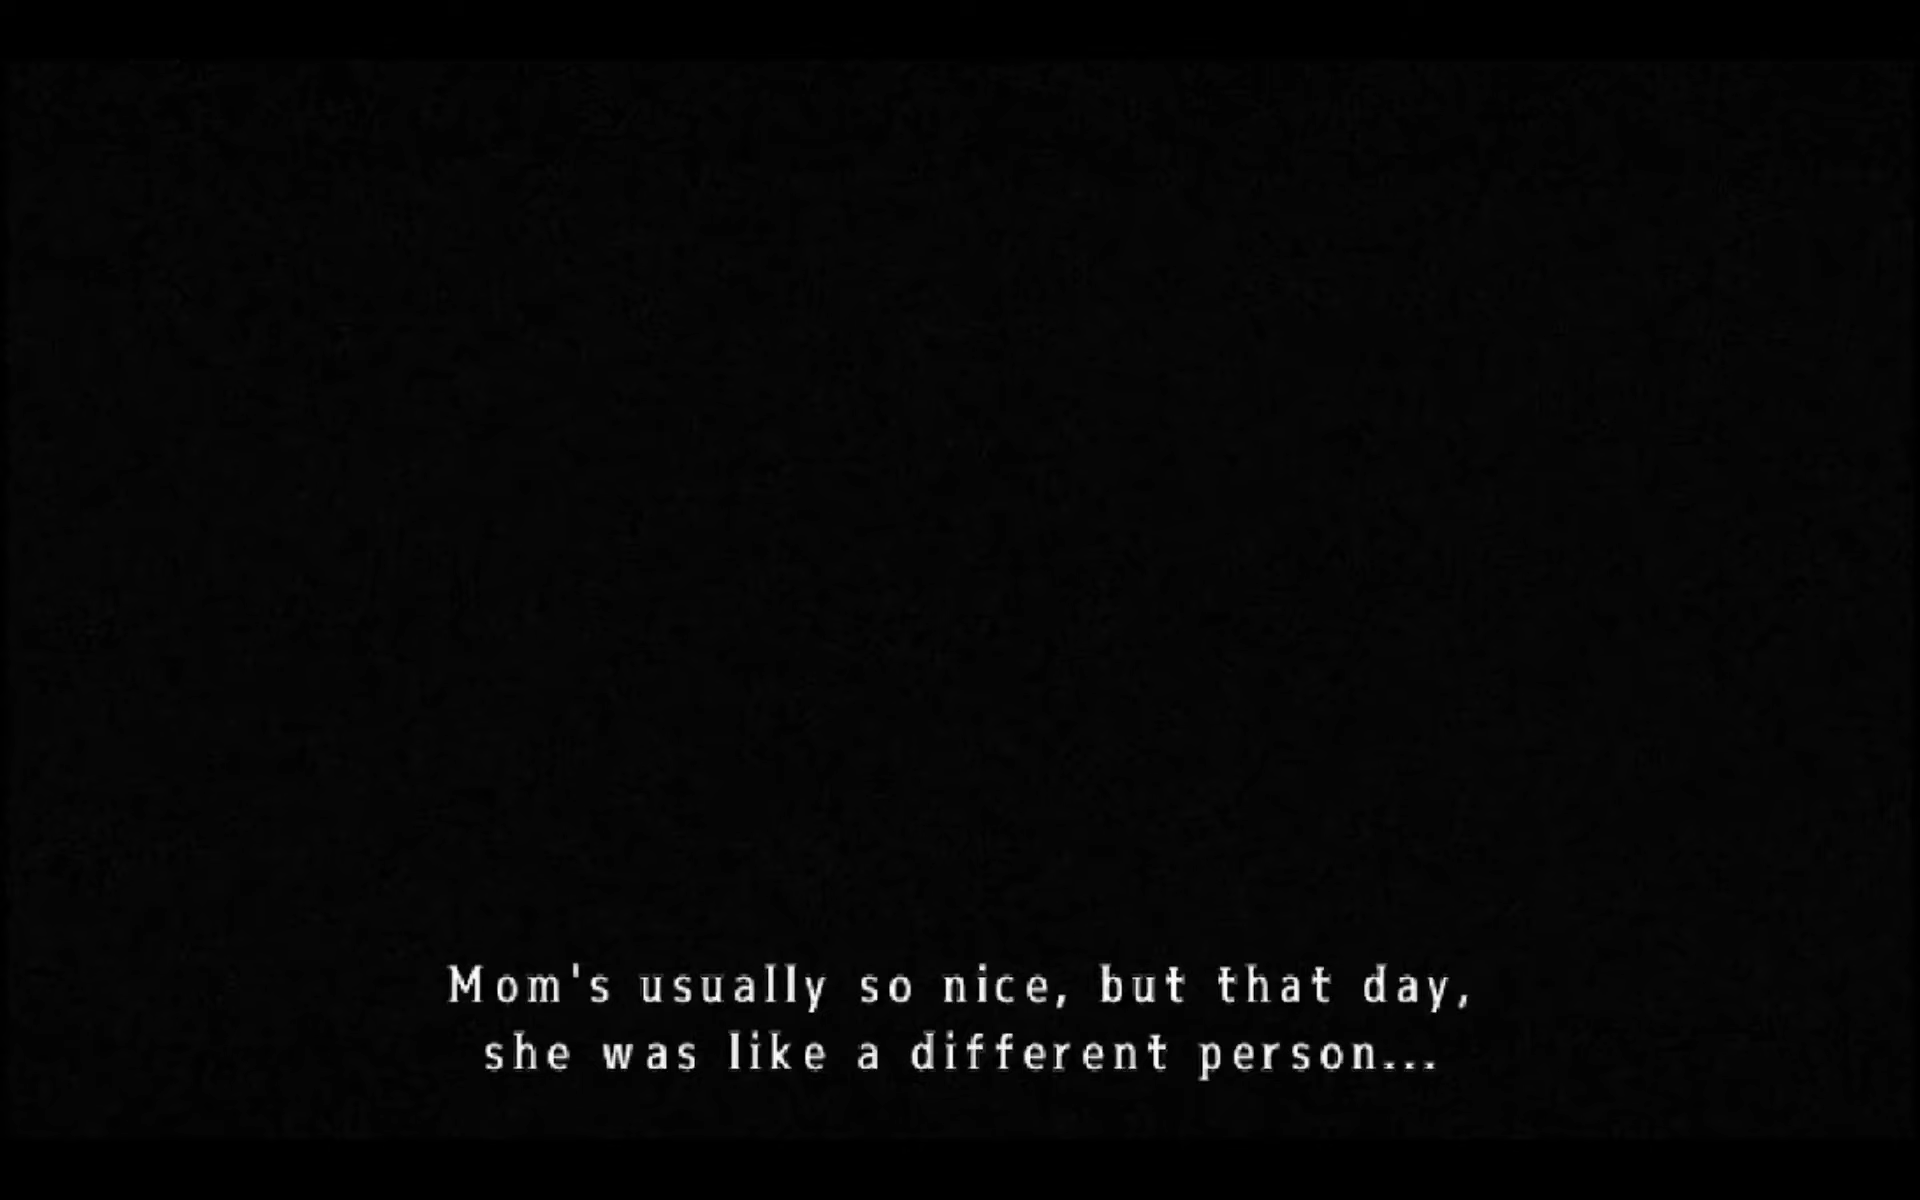 Mom's usually so nice, but that day,
she was like a different person...